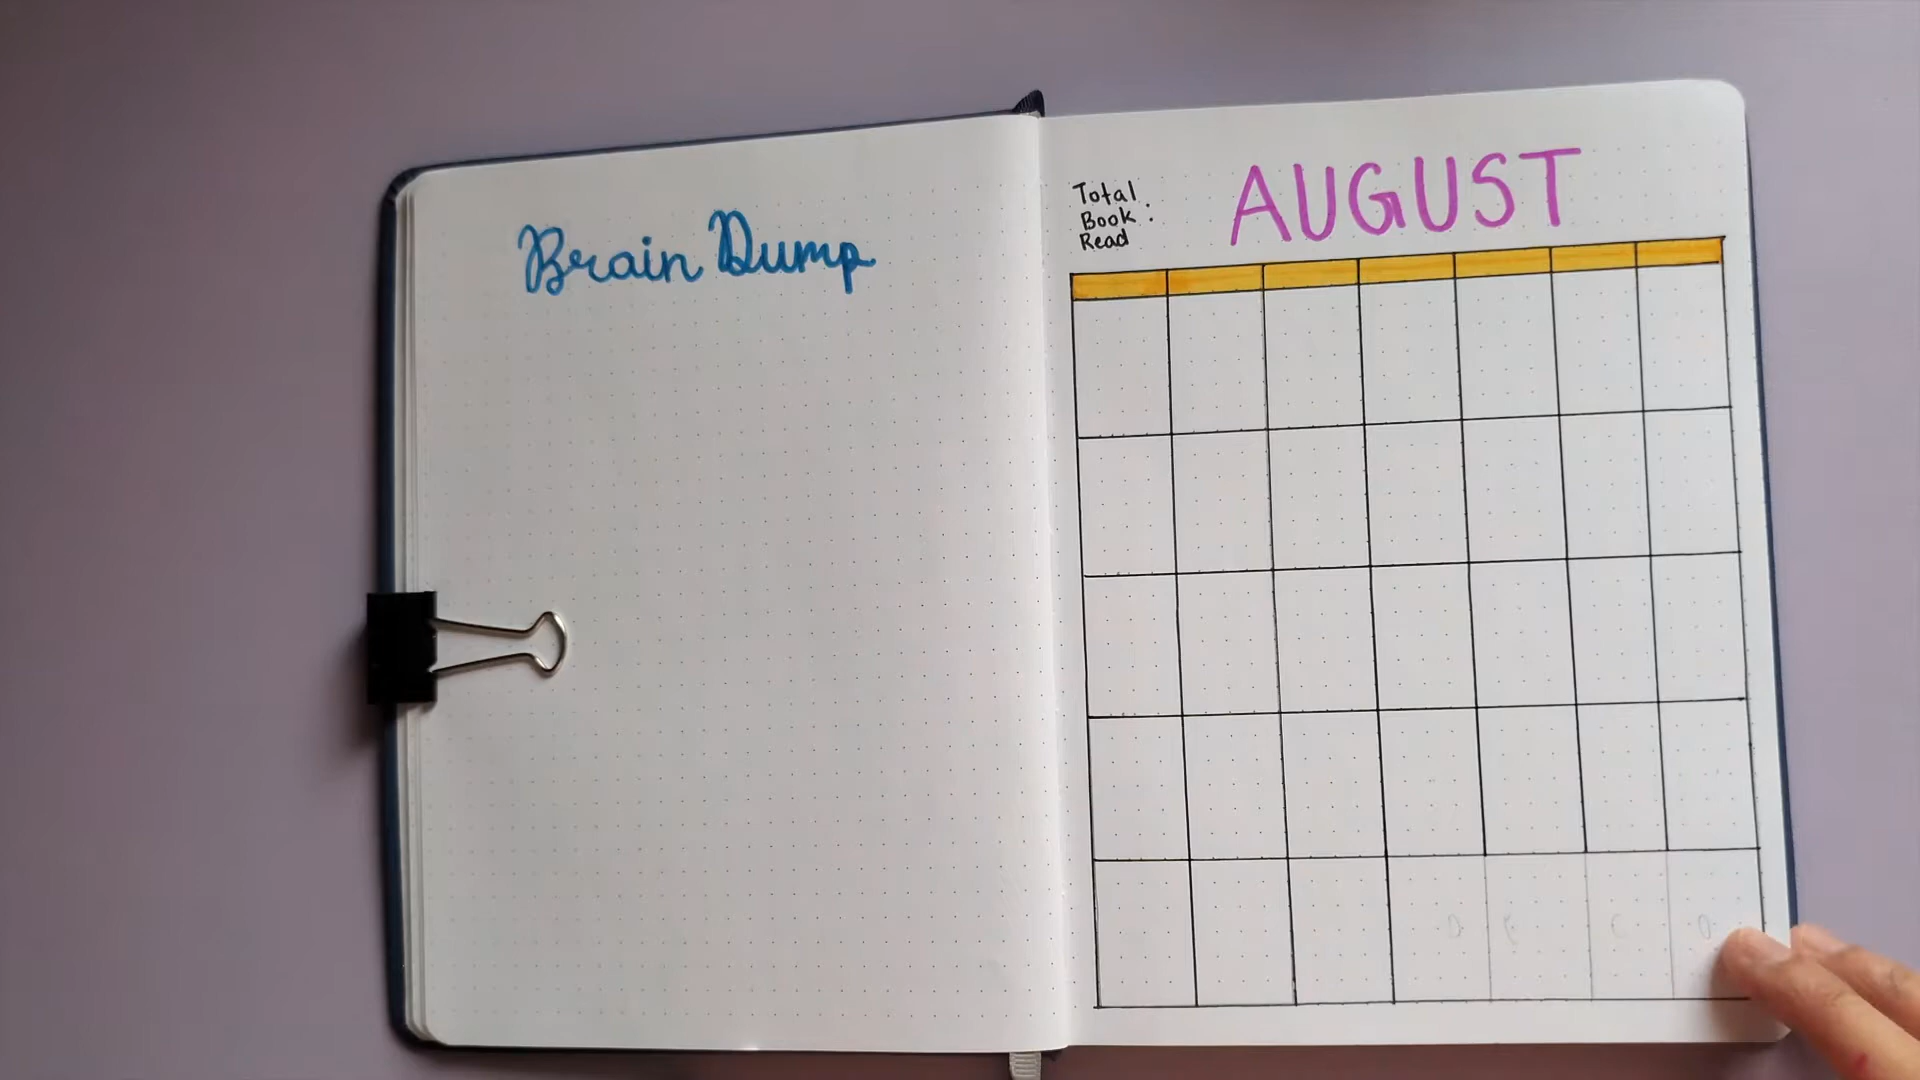 Brain Dump
AUGUST
Total
Book :
Read